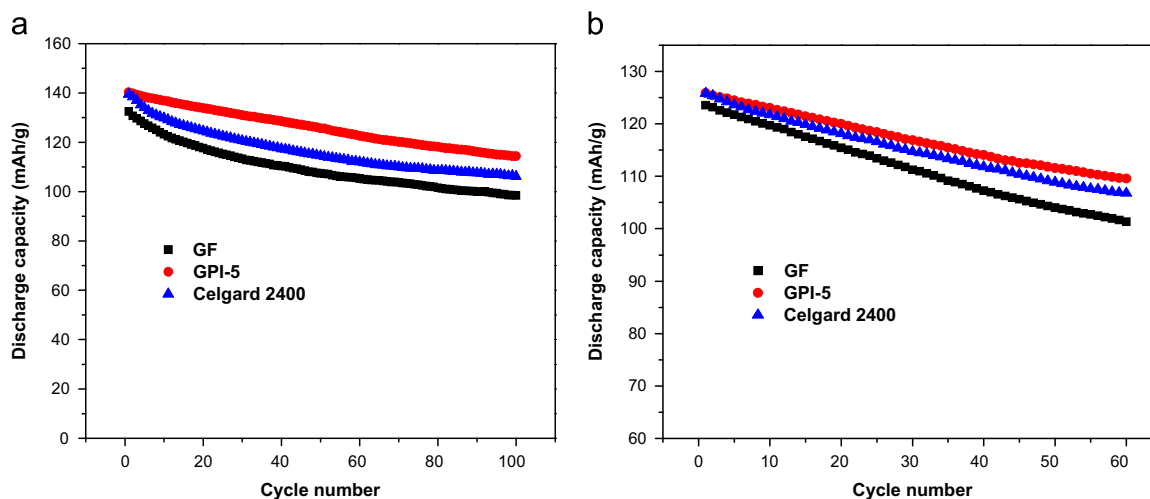 a
160
140
120
100
80
60
40
20
0
Discharge capacity (mAh/g)
GF
GPI-5
Celgard 2400
0 20 40 60 80 100
Cycle number
b
130
120
110
100
90
80
70
60
Discharge capacity (mAh/g)
GF
GPI-5
Celgard 2400
0 10 20 30 40 50 60
Cycle number